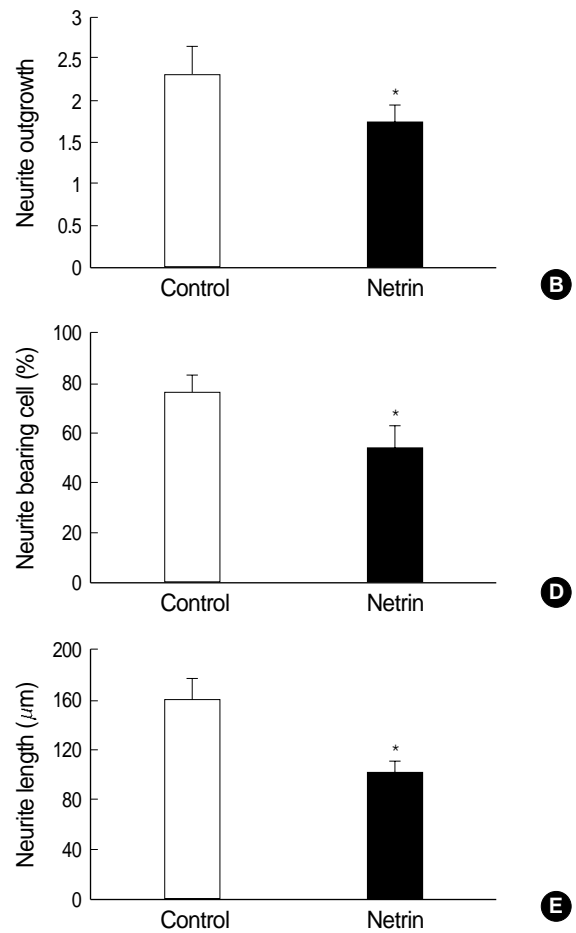 Neurite outgrowth
3
2.5
2
1.5
1
0.5
0
*
Control Netrin
B
Neurite bearing cell (%)
100
80
60
40
20
0
*
Control Netrin
D
Neurite length (μm)
200
160
120
80
40
0
*
Control Netrin
E